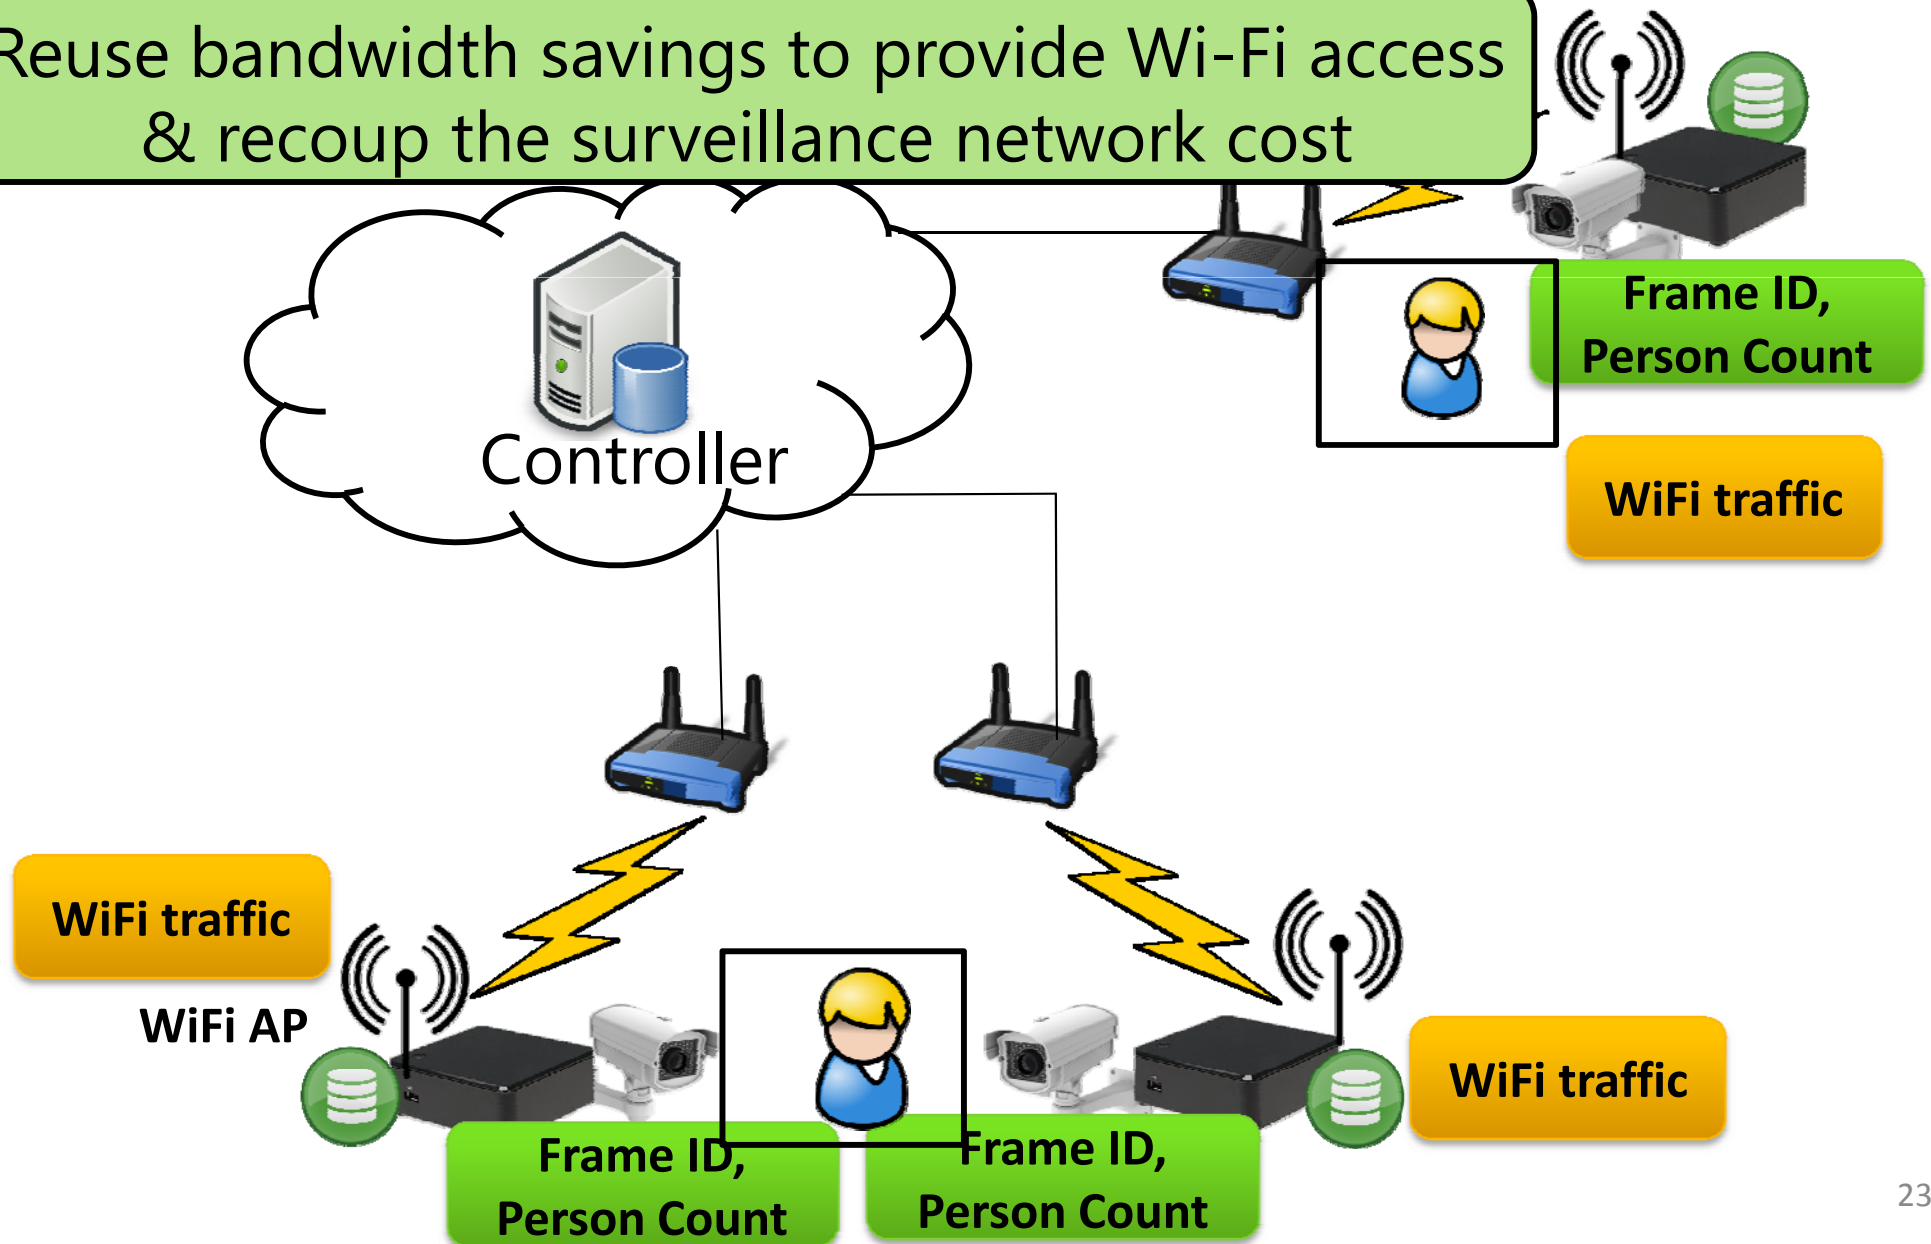 Reuse bandwidth savings to provide Wi-Fi access
& recoup the surveillance network cost
Controller
Frame ID,
Person Count
WiFi traffic
WiFi traffic
WiFi AP
WiFi traffic
Frame ID,
Person Count
Frame ID,
Person Count
23